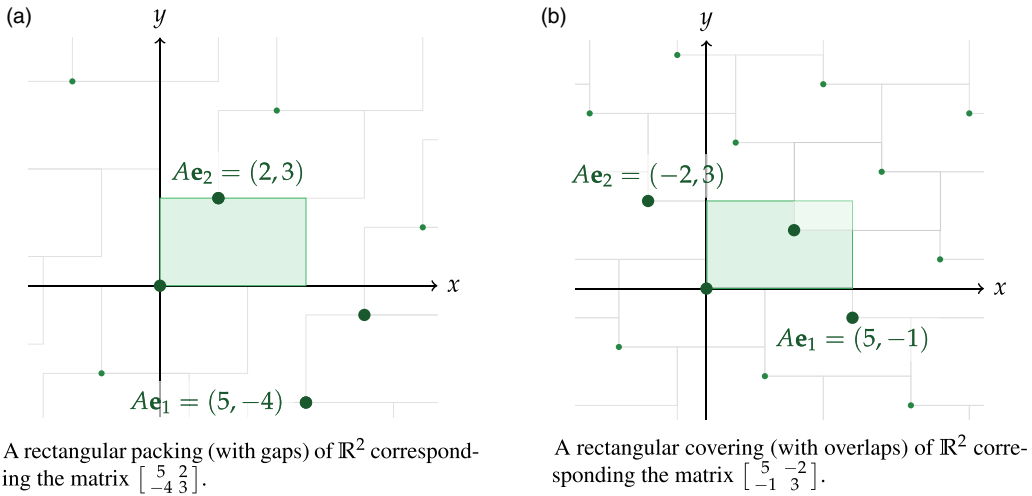 (a)
y
Ae₂ = (2, 3)
x
Ae₁ = (5, −4)
A rectangular packing (with gaps) of ℝ² correspond-
ing the matrix [ 5 2 −4 3 ].
(b)
y
Ae₂ = (−2, 3)
x
Ae₁ = (5, −1)
A rectangular covering (with overlaps) of ℝ² corre-
sponding the matrix [ 5 −2 −1 3 ].